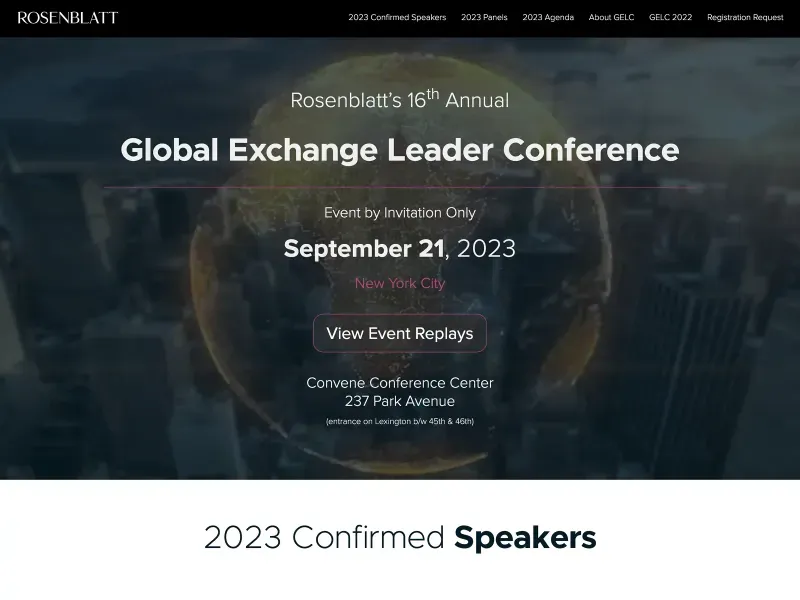 ROSENBLATT
2023 Confirmed Speakers
2023 Panels
2023 Agenda
About GELC
GELC 2022
Registration Request
Rosenblatt’s 16th Annual
Global Exchange Leader Conference
Event by Invitation Only
September 21, 2023
New York City
View Event Replays
Convene Conference Center
237 Park Avenue
(entrance on Lexington b/w 45th & 46th)
2023 Confirmed Speakers